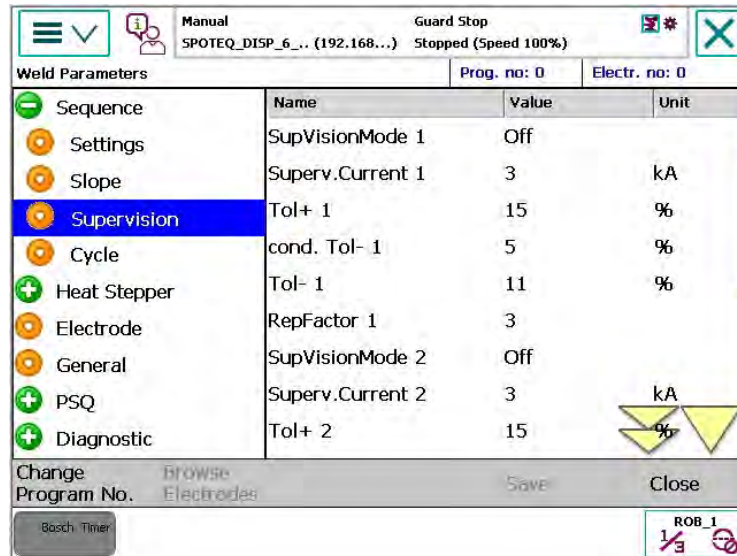 Manual
Guard Stop
SPOTEQ_DISP_6_.. (192.168...)
Stopped (Speed 100%)
Weld Parameters
Prog. no: 0
Electr. no: 0
Sequence
Settings
Slope
Supervision
Cycle
Heat Stepper
Electrode
General
PSQ
Diagnostic
Name Value Unit
SupVisionMode 1 Off
Superv.Current 1 3 kA
Tol+ 1 15 %
cond. Tol- 1 5 %
Tol- 1 11 %
RepFactor 1 3
SupVisionMode 2 Off
Superv.Current 2 3 kA
Tol+ 2 15 %
Change
Program No.
Browse
Electrodes
Save
Close
Bosch Timer
ROB_1
1/3